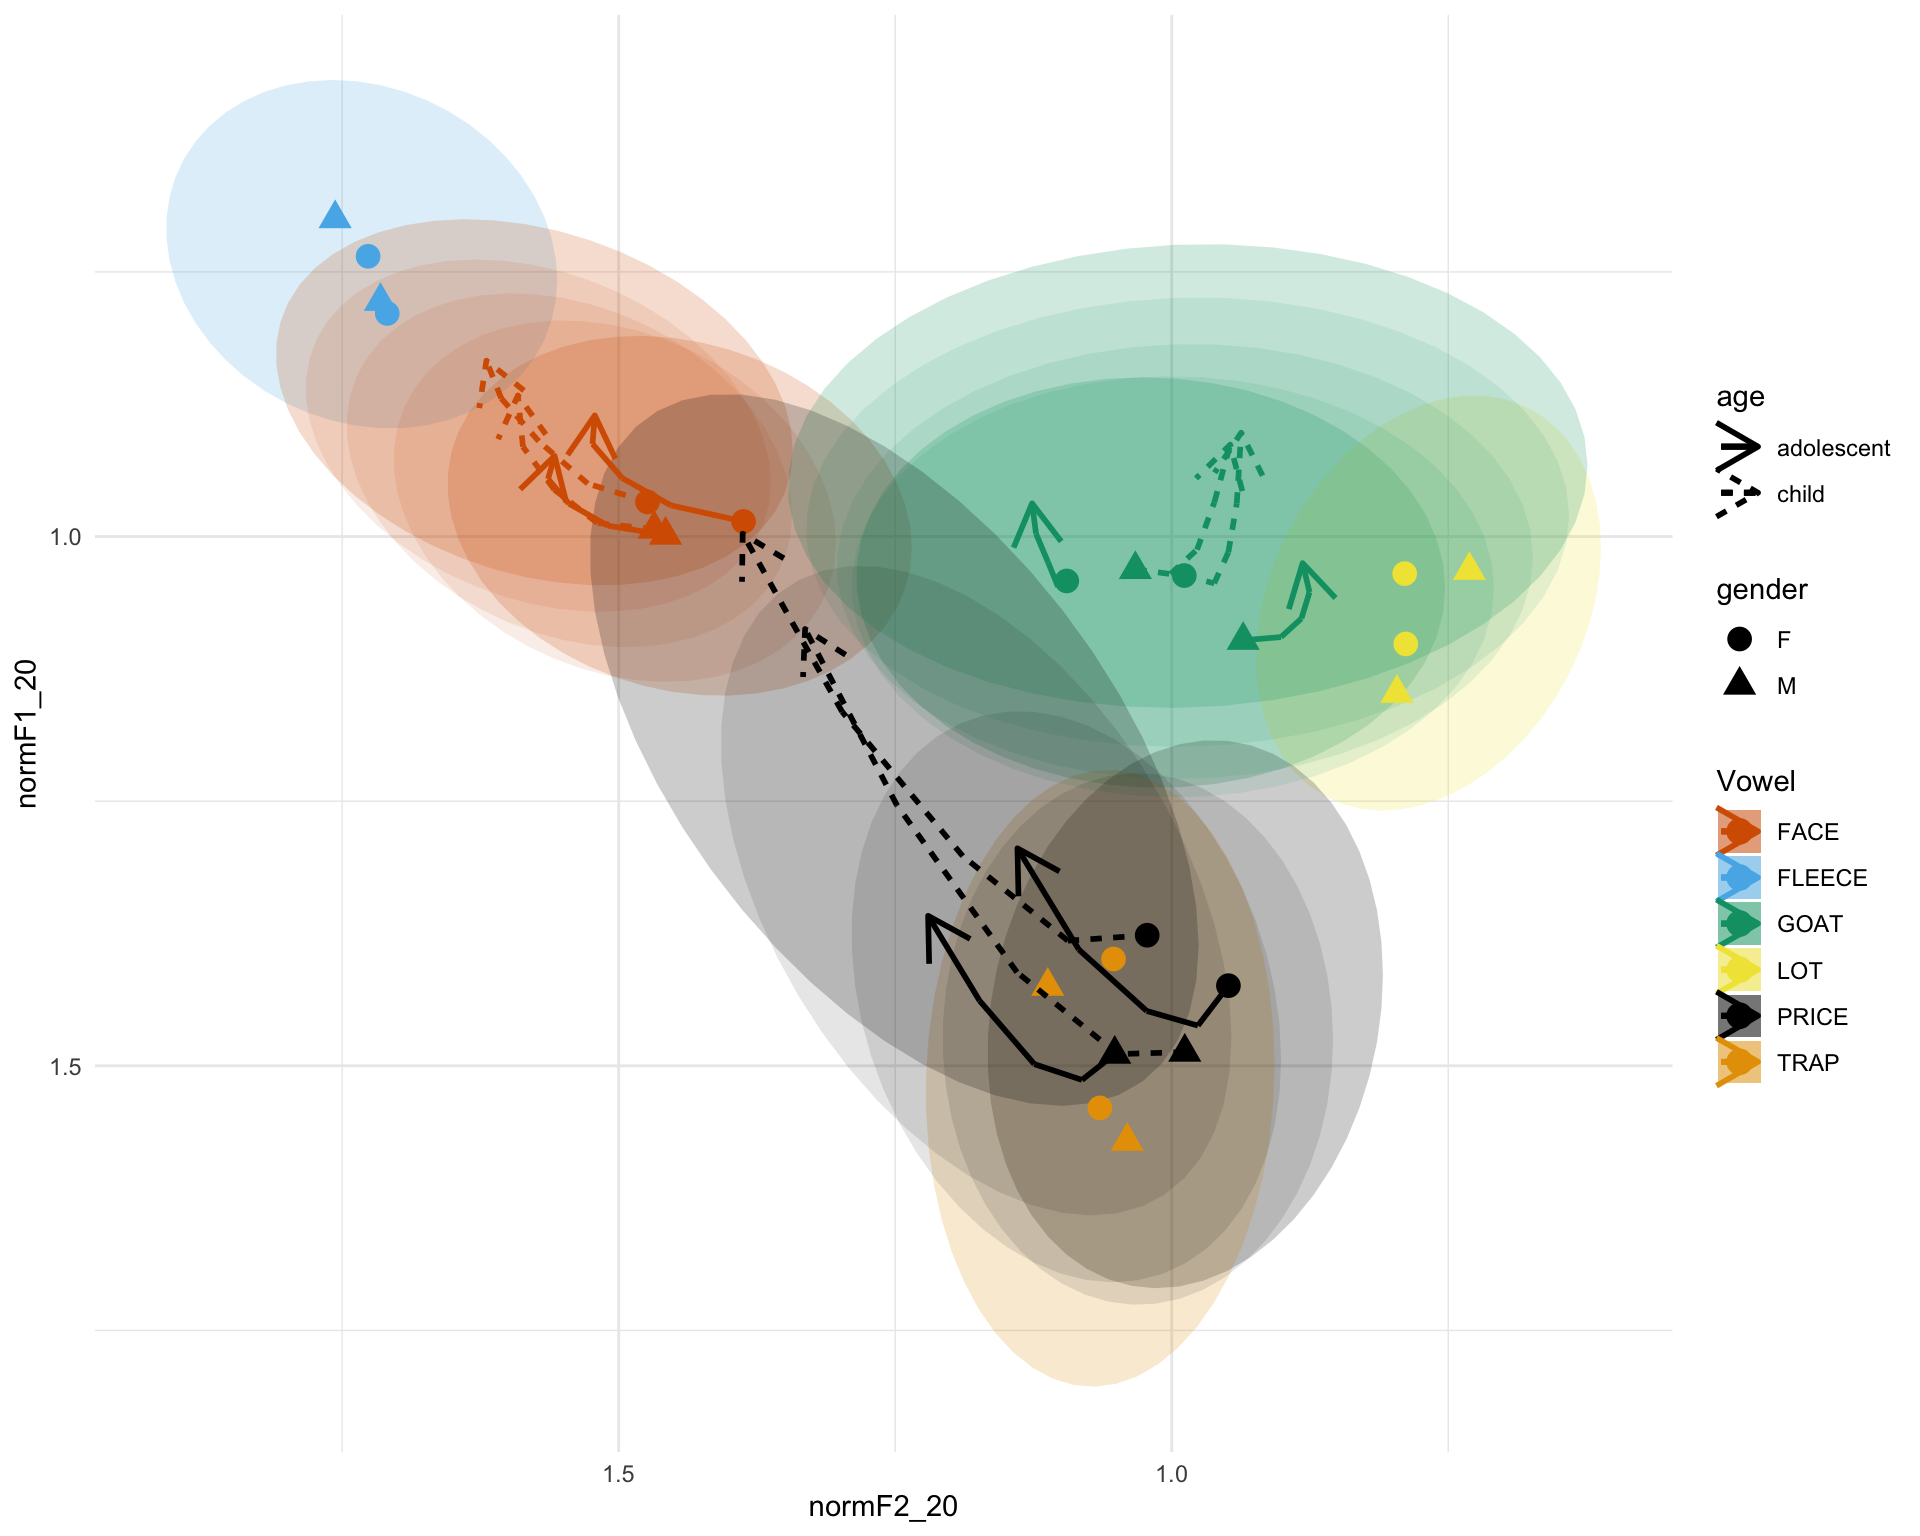 1.0
1.5
normF1_20
1.5
1.0
normF2_20
age
adolescent
child
gender
F
M
Vowel
FACE
FLEECE
GOAT
LOT
PRICE
TRAP